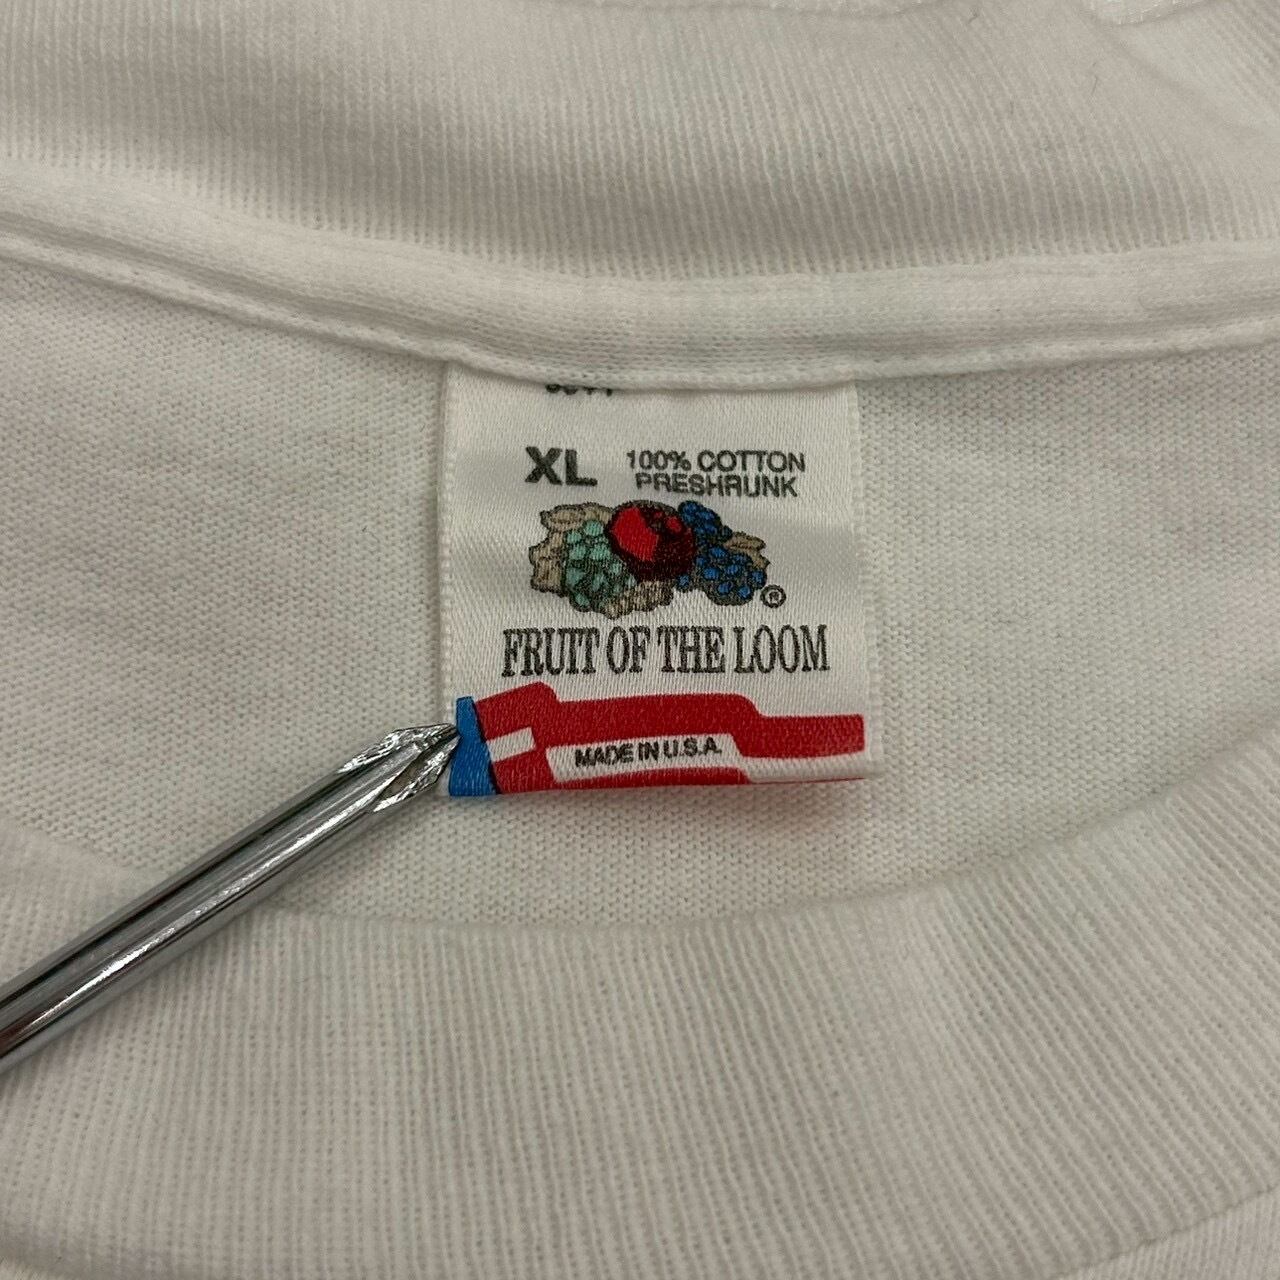 XL
100% COTTON
PRESHRUNK
®
FRUIT OF THE LOOM
MADE IN U.S.A.